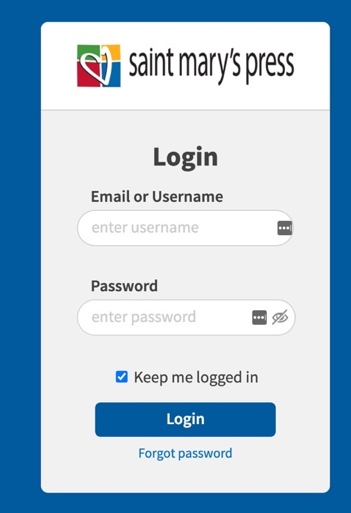 saint mary's press
Login
Email or Username
enter username
Password
enter password
Keep me logged in
Login
Forgot password